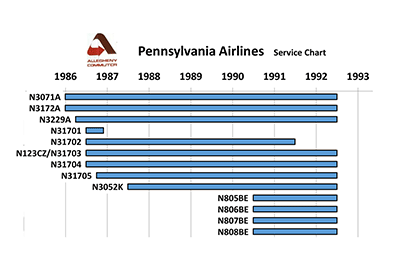 ALLEGHENY
COMMUTER
Pennsylvania Airlines Service Chart
1986 1987 1988 1989 1990 1991 1992 1993
N3071A
N3172A
N3229A
N31701
N31702
N123CZ/N31703
N31704
N31705
N3052K
N805BE
N806BE
N807BE
N808BE